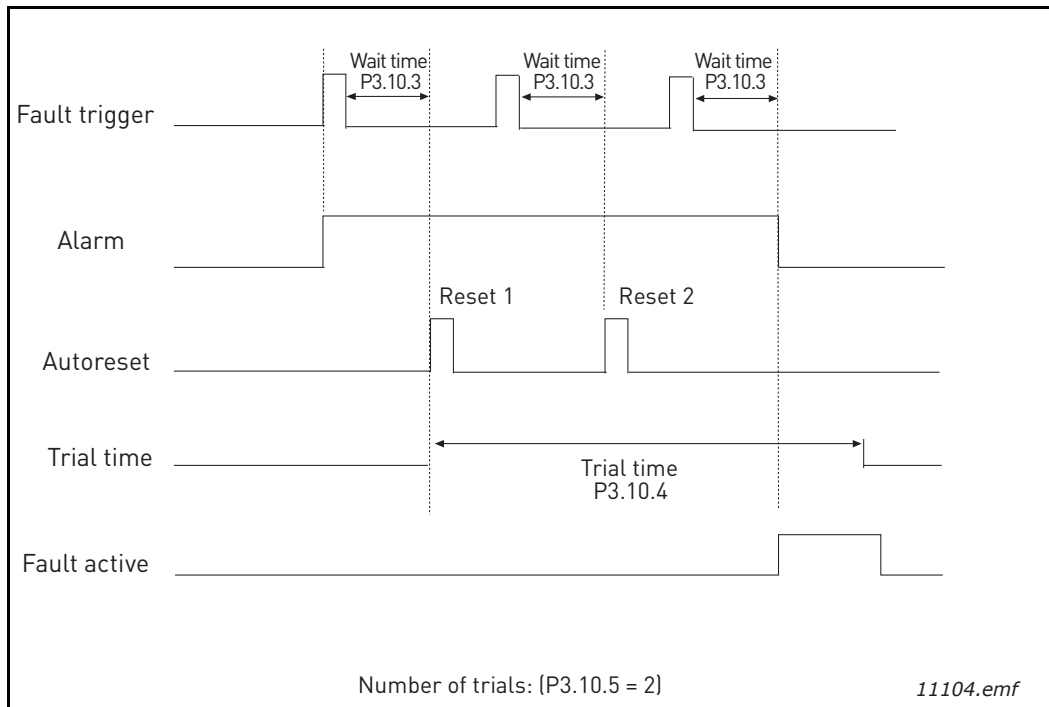 Wait time
P3.10.3
Wait time
P3.10.3
Wait time
P3.10.3
Fault trigger
Alarm
Reset 1
Reset 2
Autoreset
Trial time
Trial time
P3.10.4
Fault active
Number of trials: (P3.10.5 = 2)
11104.emf